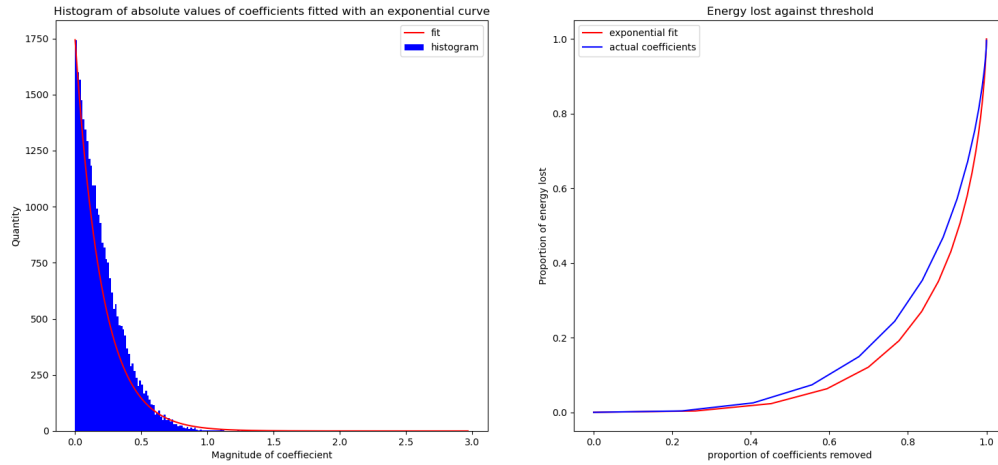 Histogram of absolute values of coefficients fitted with an exponential curve
1750
1500
1250
1000
750
500
250
0
Quantity
0.0 0.5 1.0 1.5 2.0 2.5 3.0
Magnitude of coeffiecient
fit
histogram
Energy lost against threshold
exponential fit
actual coefficients
1.0
0.8
0.6
0.4
0.2
0.0
Proportion of energy lost
0.0 0.2 0.4 0.6 0.8 1.0
proportion of coefficients removed